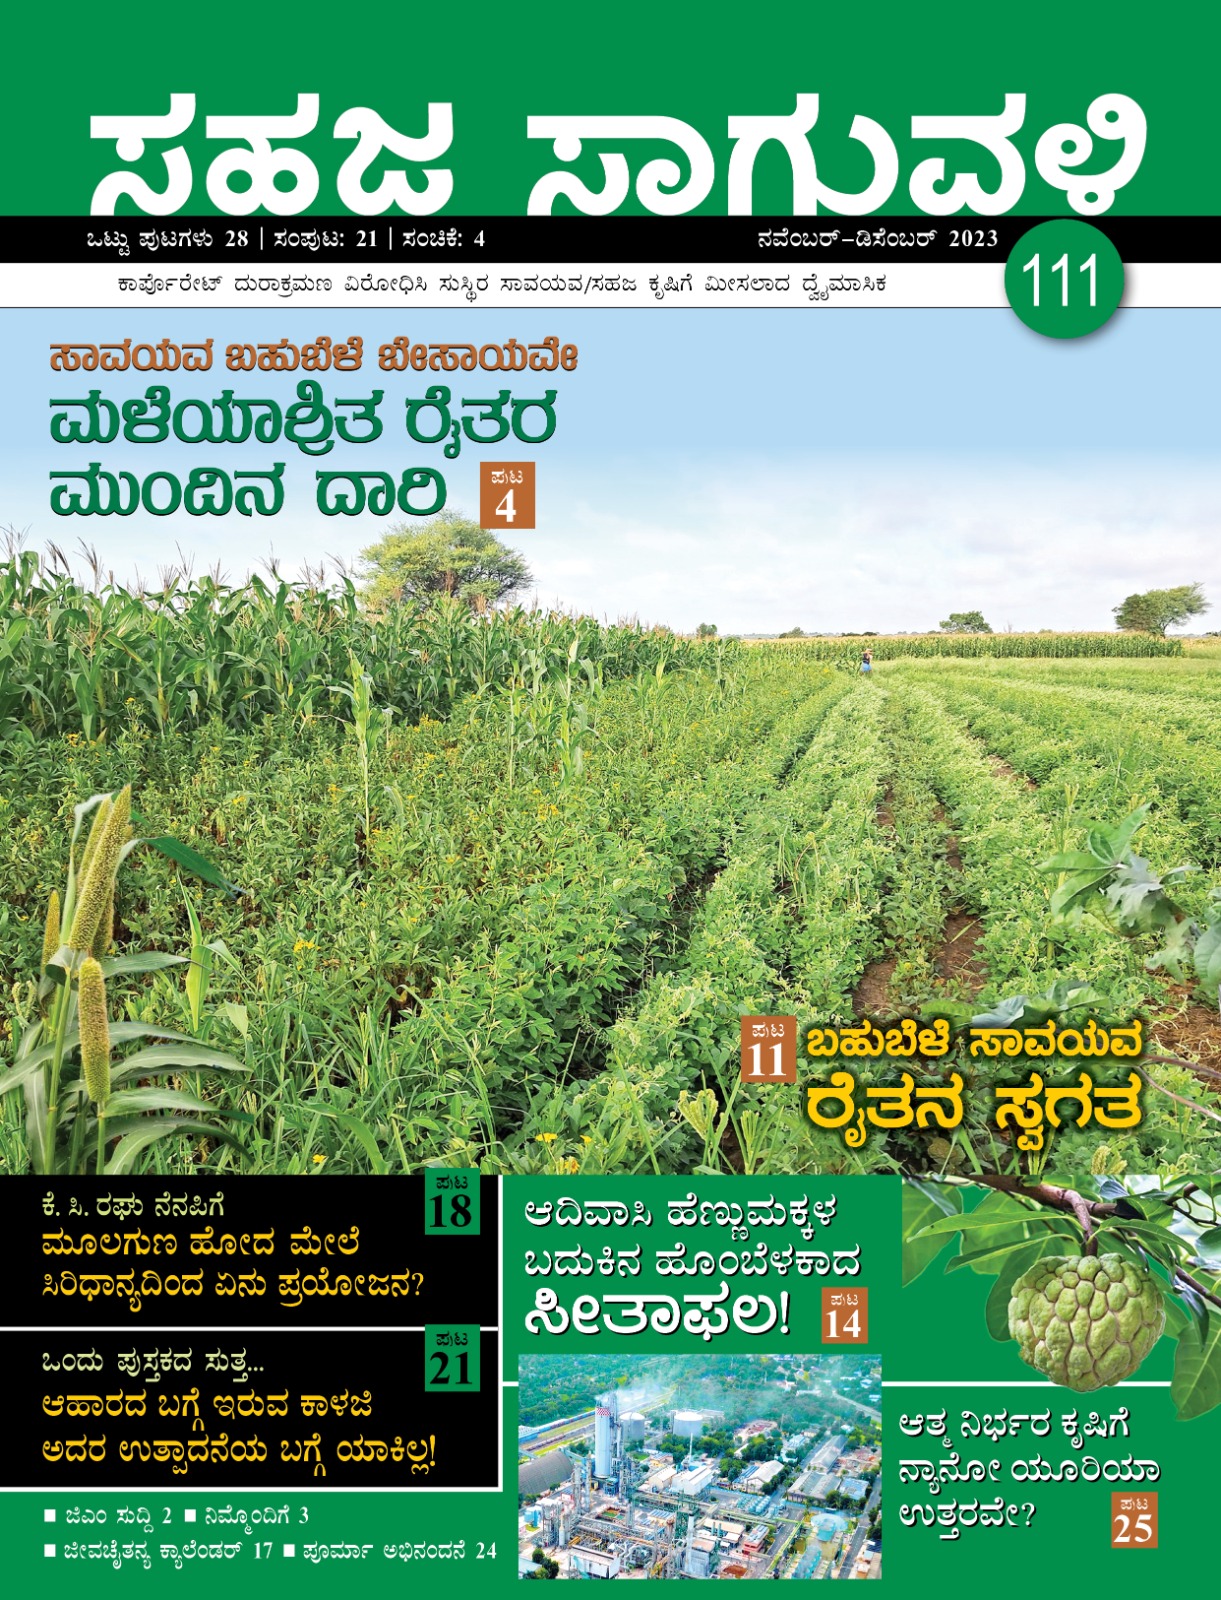 ಸಹಜ ಸಾಗುವಳಿ
ಒಟ್ಟು ಪುಟಗಳು 28 | ಸಂಪುಟ: 21 | ಸಂಚಿಕೆ: 4
ನವೆಂಬರ್–ಡಿಸೆಂಬರ್ 2023
111
ಕಾರ್ಪೊರೇಟ್ ದುರಾಕ್ರಮಣ ವಿರೋಧಿಸಿ ಸುಸ್ಥಿರ ಸಾವಯವ/ಸಹಜ ಕೃಷಿಗೆ ಮೀಸಲಾದ ದ್ವೈಮಾಸಿಕ
ಸಾವಯವ ಬಹುಬೆಳೆ ಬೇಸಾಯವೇ
ಮಳೆಯಾಶ್ರಿತ ರೈತರ
ಮುಂದಿನ ದಾರಿ
ಪುಟ
4
ಪುಟ
11
ಬಹುಬೆಳೆ ಸಾವಯವ
ರೈತನ ಸ್ವಗತ
ಕೆ. ಸಿ. ರಘು ನೆನಪಿಗೆ
ಮೂಲಗುಣ ಹೋದ ಮೇಲೆ
ಸಿರಿಧಾನ್ಯದಿಂದ ಏನು ಪ್ರಯೋಜನ?
ಪುಟ
18
ಒಂದು ಪುಸ್ತಕದ ಸುತ್ತ...
ಆಹಾರದ ಬಗ್ಗೆ ಇರುವ ಕಾಳಜಿ
ಅದರ ಉತ್ಪಾದನೆಯ ಬಗ್ಗೆ ಯಾಕಿಲ್ಲ!
ಪುಟ
21
■ ಜಿಎಂ ಸುದ್ದಿ 2 ■ ನಿಮ್ಮೊಂದಿಗೆ 3
■ ಜೀವಚೈತನ್ಯ ಕ್ಯಾಲೆಂಡರ್ 17 ■ ಪೂರ್ಮಾ ಅಭಿನಂದನೆ 24
ಆದಿವಾಸಿ ಹೆಣ್ಣುಮಕ್ಕಳ
ಬದುಕಿನ ಹೊಂಬೆಳಕಾದ
ಸೀತಾಫಲ!
ಪುಟ
14
ಆತ್ಮ ನಿರ್ಭರ ಕೃಷಿಗೆ
ನ್ಯಾನೋ ಯೂರಿಯಾ
ಉತ್ತರವೇ?
ಪುಟ
25